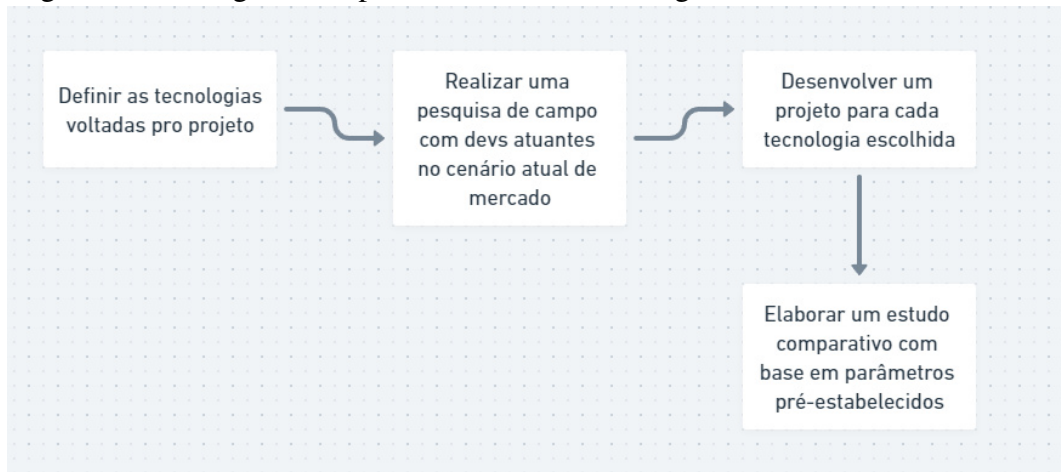 Definir as tecnologias
voltadas pro projeto
Realizar uma
pesquisa de campo
com devs atuantes
no cenário atual de
mercado
Desenvolver um
projeto para cada
tecnologia escolhida
Elaborar um estudo
comparativo com
base em parâmetros
pré-estabelecidos